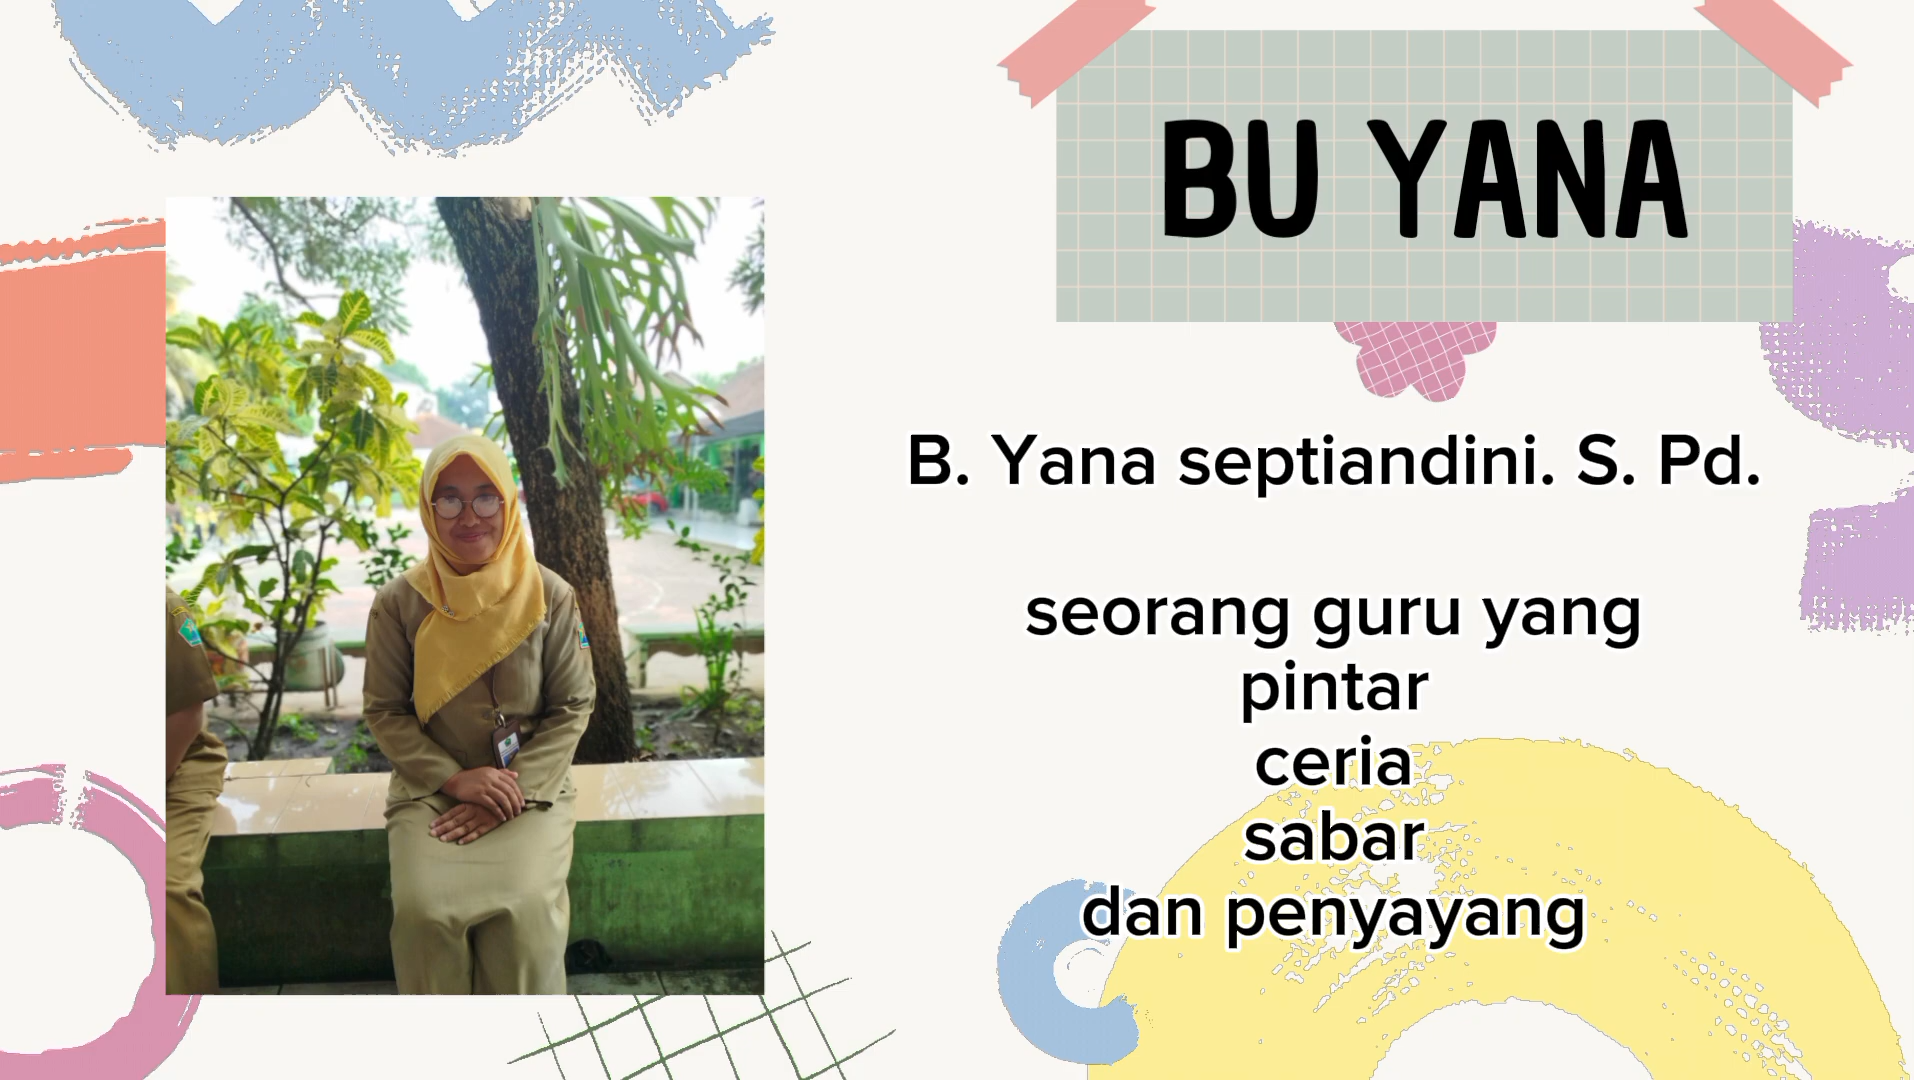 BU YANA
B. Yana septiandini. S. Pd.
seorang guru yang
pintar
ceria
sabar
dan penyayang